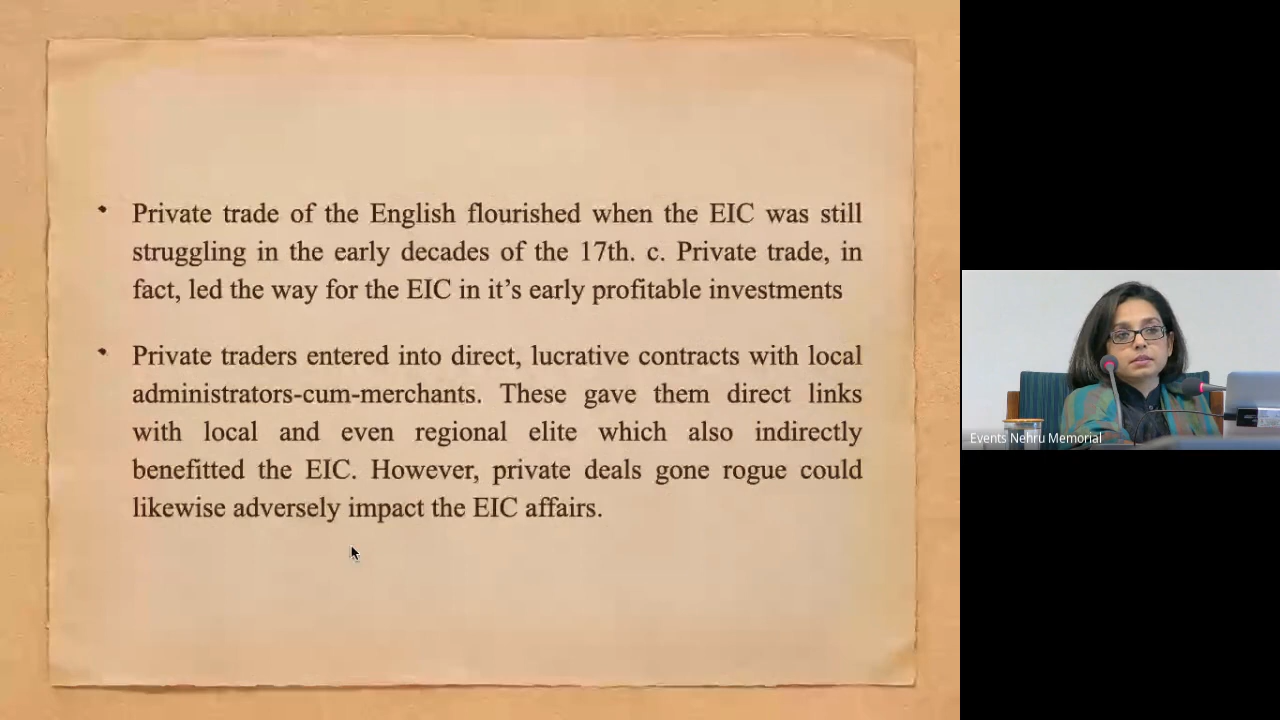 • Private trade of the English flourished when the EIC was still
struggling in the early decades of the 17th. c. Private trade, in
fact, led the way for the EIC in it’s early profitable investments
• Private traders entered into direct, lucrative contracts with local
administrators-cum-merchants. These gave them direct links
with local and even regional elite which also indirectly
benefitted the EIC. However, private deals gone rogue could
likewise adversely impact the EIC affairs.
Events Nehru Memorial